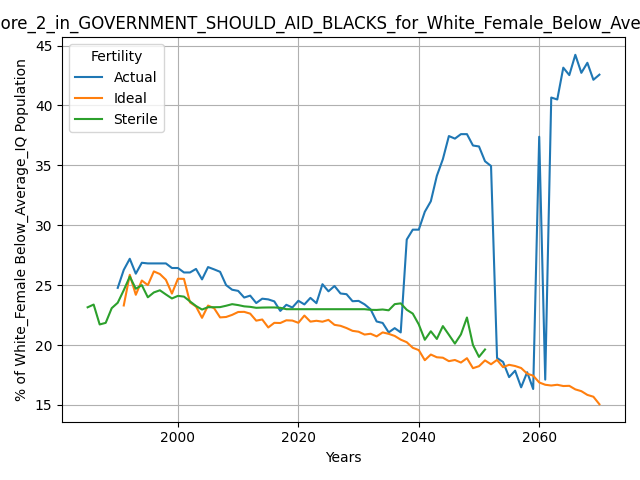 ore_2_in_GOVERNMENT_SHOULD_AID_BLACKS_for_White_Female_Below_Ave
Fertility
Actual
Ideal
Sterile
% of White_Female Below_Average_IQ Population
45
40
35
30
25
20
15
2000
2020
2040
2060
Years